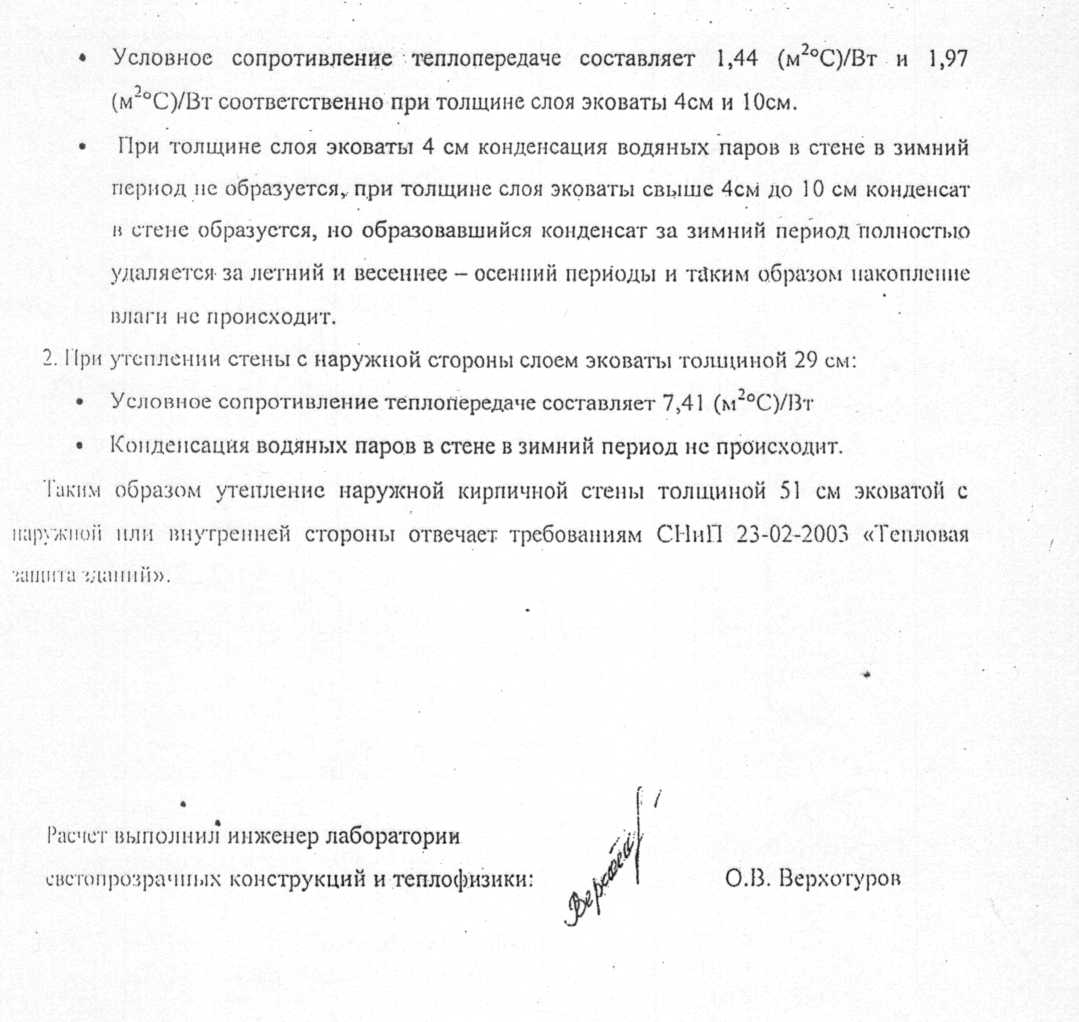 • Условное сопротивление теплопередаче составляет 1,44 (м²°С)/Вт и 1,97
(м²°С)/Вт соответственно при толщине слоя эковаты 4см и 10см.
• При толщине слоя эковаты 4 см конденсация водяных паров в стене в зимний
период не образуется, при толщине слоя эковаты свыше 4см до 10 см конденсат
в стене образуется, но образовавшийся конденсат за зимний период полностью
удаляется за летний и весеннее – осенний периоды и таким образом накопление
влаги не происходит.
2. При утеплении стены с наружной стороны слоем эковаты толщиной 29 см:
• Условное сопротивление теплопередаче составляет 7,41 (м²°С)/Вт
• Конденсация водяных паров в стене в зимний период не происходит.
Таким образом утепление наружной кирпичной стены толщиной 51 см эковатой с
наружной или внутренней стороны отвечает требованиям СНиП 23-02-2003 «Тепловая
защита зданий».
Расчет выполнил инженер лаборатории
светопрозрачных конструкций и теплофизики:
О.В. Верхотуров